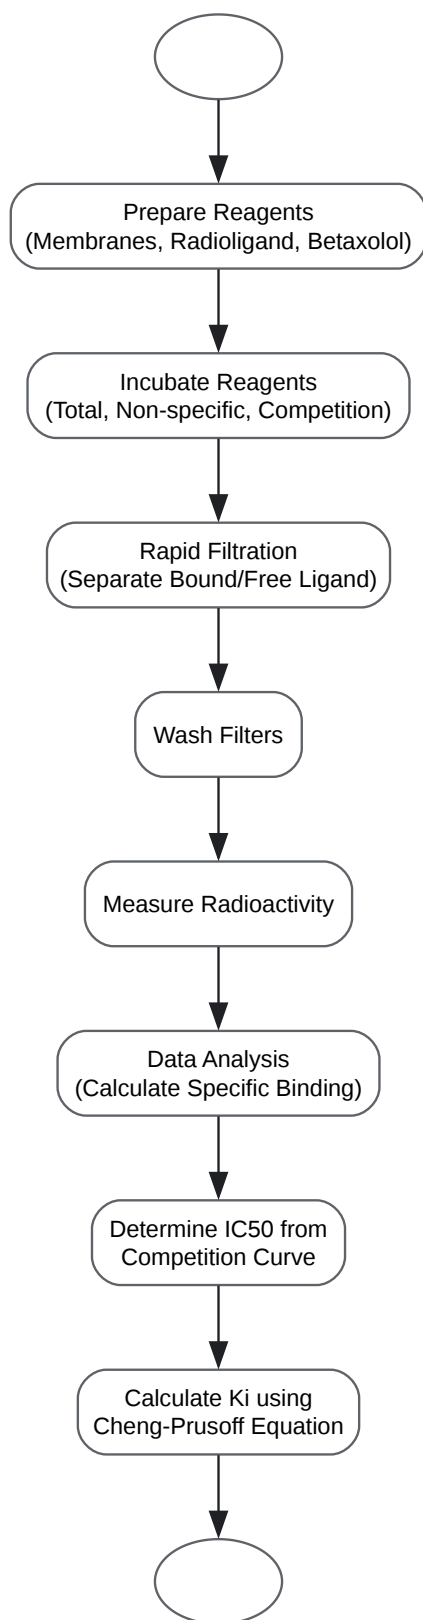 Prepare Reagents
(Membranes, Radioligand, Betaxolol)
Incubate Reagents
(Total, Non-specific, Competition)
Rapid Filtration
(Separate Bound/Free Ligand)
Wash Filters
Measure Radioactivity
Data Analysis
(Calculate Specific Binding)
Determine IC50 from
Competition Curve
Calculate Ki using
Cheng-Prusoff Equation